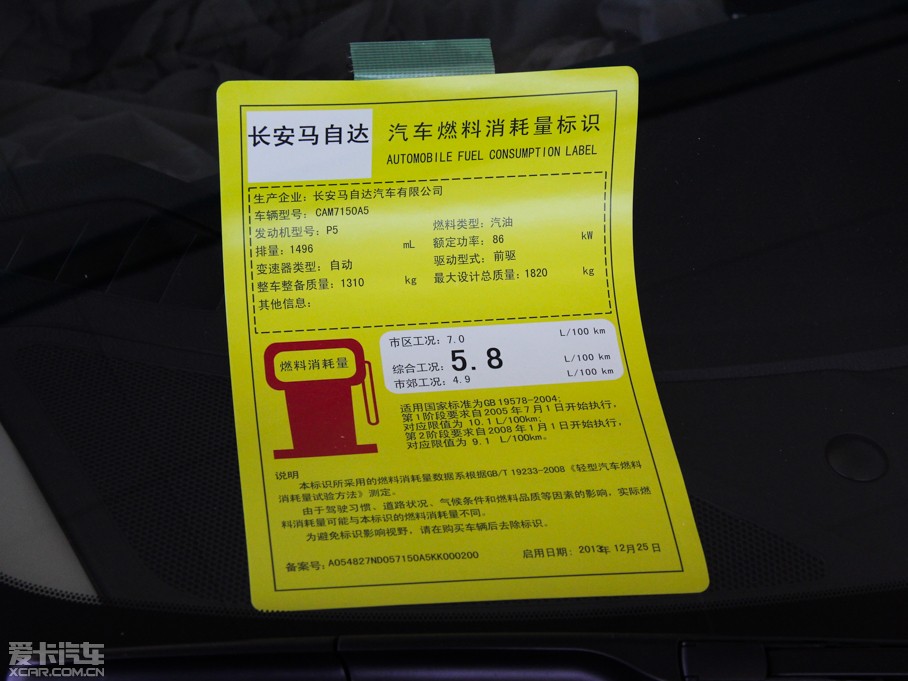 长安马自达
汽车燃料消耗量标识
AUTOMOBILE FUEL CONSUMPTION LABEL
生产企业：长安马自达汽车有限公司
车辆型号：CAM7150A5
发动机型号：P5 燃料类型：汽油
排量：1496 mL 额定功率：86 kW
变速器类型：自动 驱动型式：前驱
整车整备质量：1310 kg 最大设计总质量：1820 kg
其他信息：
燃料消耗量
市区工况：7.0 L/100 km
综合工况：5.8 L/100 km
市郊工况：4.9 L/100 km
适用国家标准为GB 19578-2004；
第1阶段要求自2005年7月1日开始执行，
对应限值为 10.1 L/100km；
第2阶段要求自2008年1月1日开始执行，
对应限值为 9.1 L/100km。
说明
本标识所采用的燃料消耗量数据系根据GB/T 19233-2008《轻型汽车燃料
消耗量试验方法》测定。
由于驾驶习惯、道路状况、气候条件和燃料品质等因素的影响，实际燃
料消耗量可能与本标识的燃料消耗量不同。
为避免标识影响视野，请在购买车辆后去除标识。
备案号：A054827ND057150A5KK000200 启用日期：2013年12月25日
爱卡汽车
XCAR.COM.CN